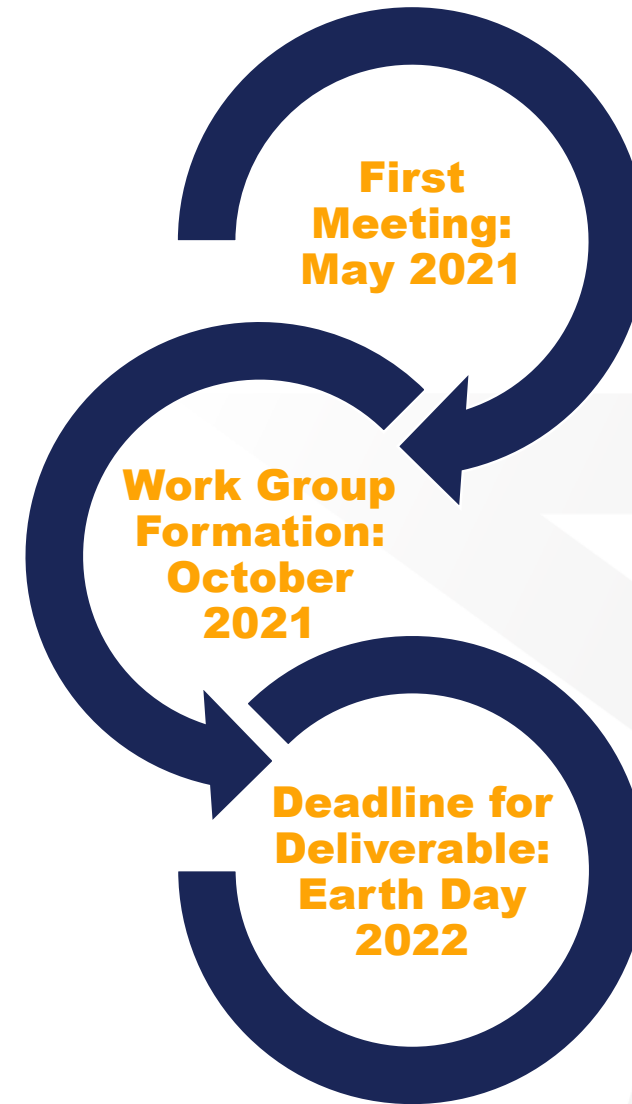 First
Meeting:
May 2021
Work Group
Formation:
October
2021
Deadline for
Deliverable:
Earth Day
2022